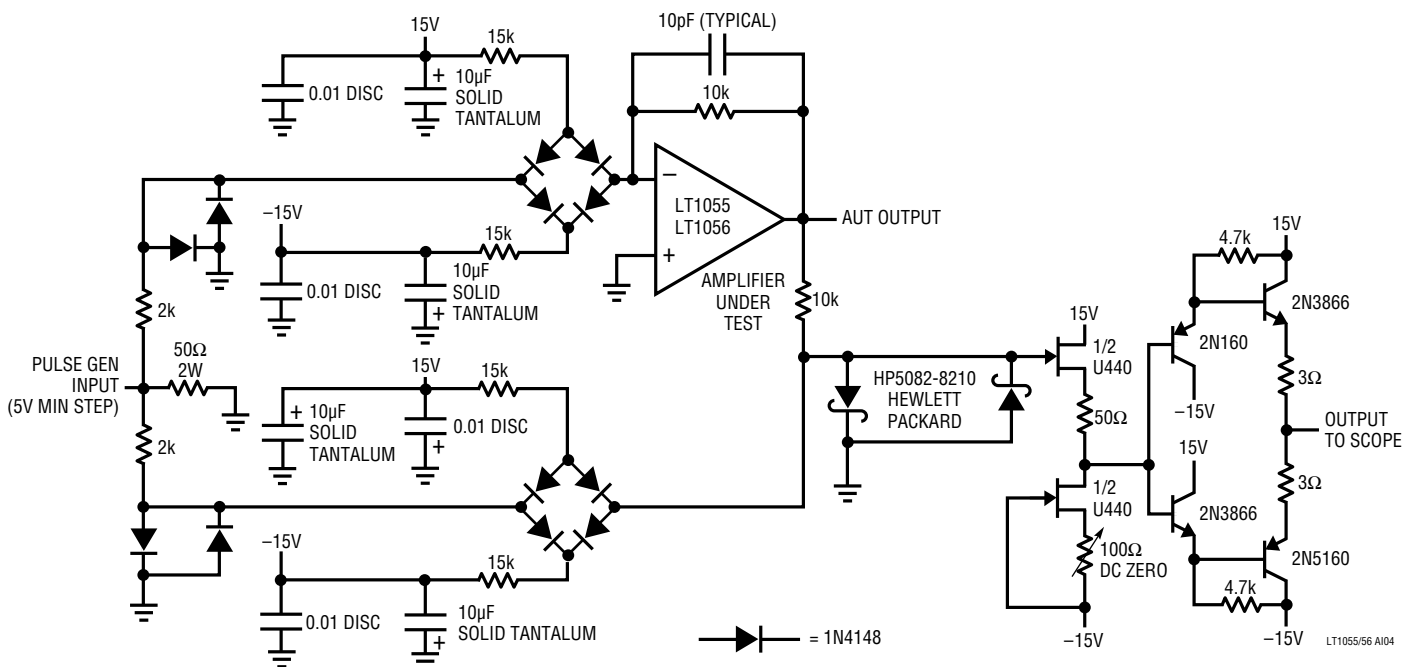 15V
15k
0.01 DISC
+
10µF
SOLID
TANTALUM
10pF (TYPICAL)
10k
–15V
15k
0.01 DISC
10µF
SOLID
TANTALUM
+
–
+
LT1055
LT1056
AMPLIFIER
UNDER
TEST
AUT OUTPUT
10k
2k
PULSE GEN
INPUT
(5V MIN STEP)
50Ω
2W
2k
15V
15k
+
10µF
SOLID
TANTALUM
0.01 DISC
+
–15V
15k
0.01 DISC
10µF
SOLID TANTALUM
+
HP5082-8210
HEWLETT
PACKARD
15V
1/2
U440
50Ω
1/2
U440
100Ω
DC ZERO
–15V
4.7k
15V
2N3866
2N160
–15V
3Ω
OUTPUT
TO SCOPE
15V
2N3866
3Ω
2N5160
4.7k
–15V
= 1N4148
LT1055/56 AI04